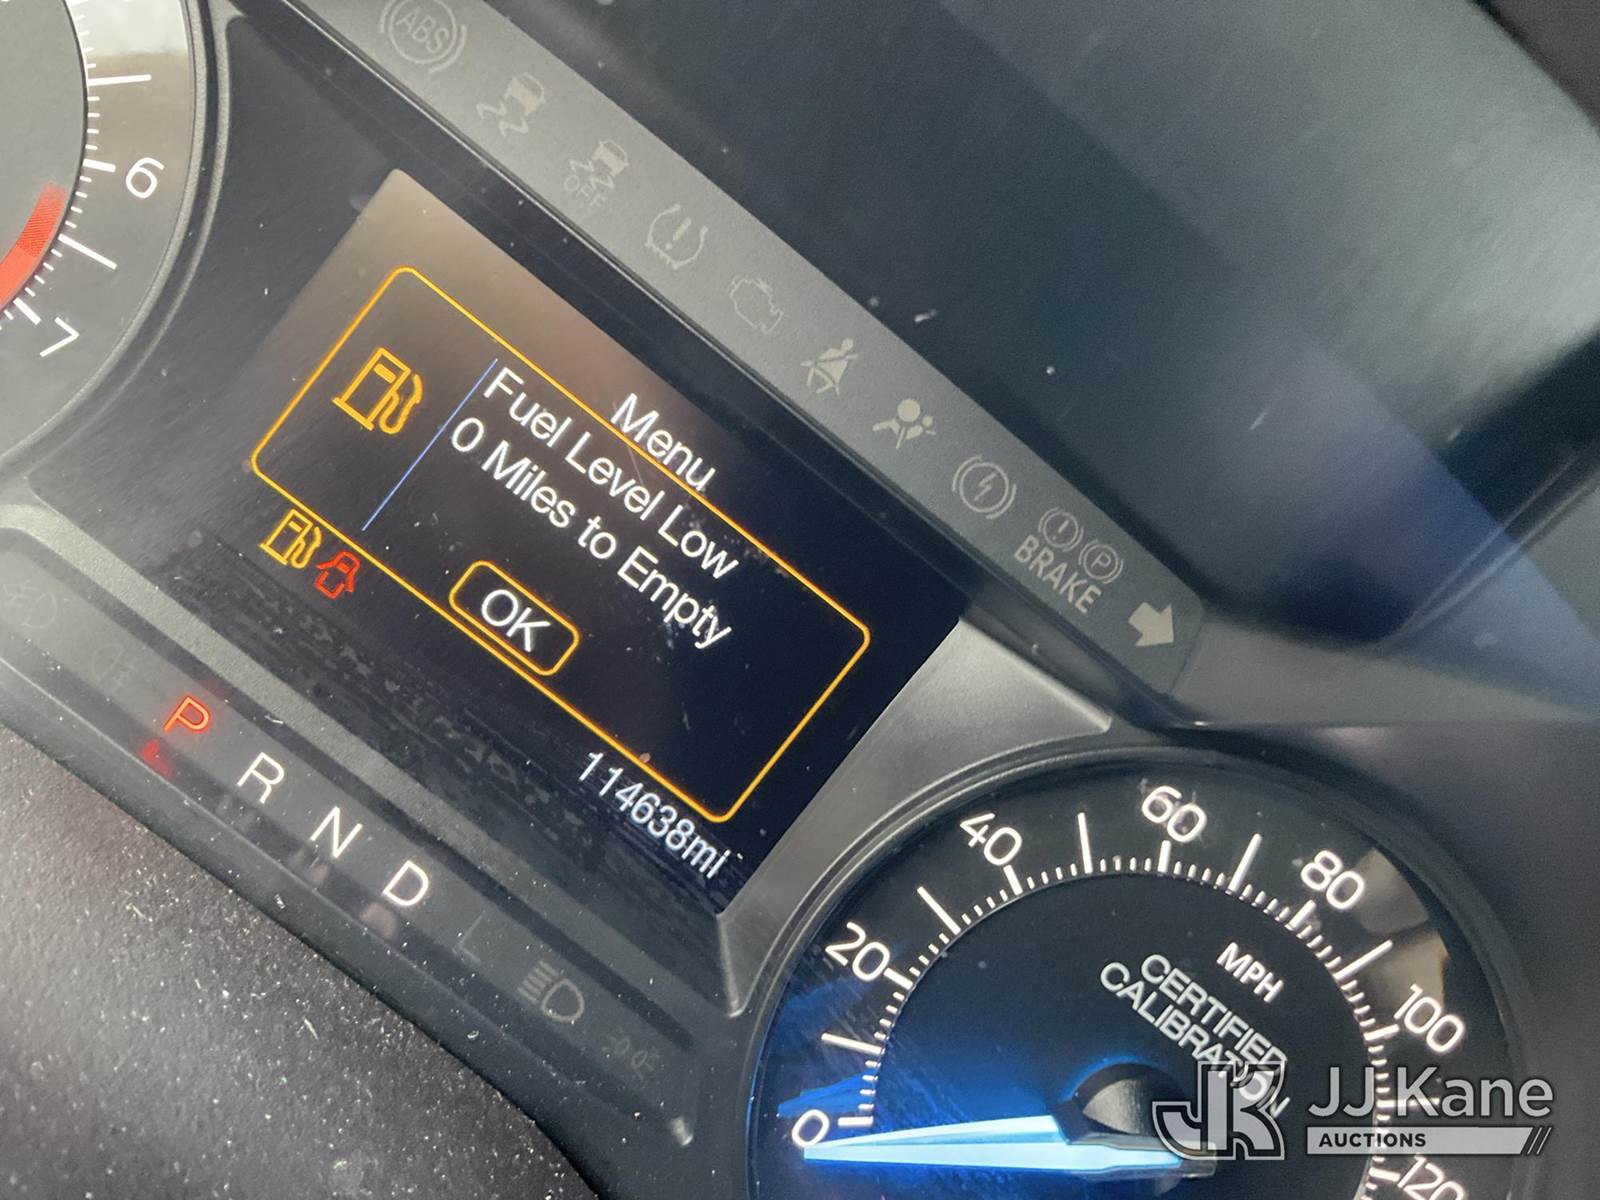 ABS
OFF
6
7
Menu
Fuel Level Low
0 Miles to Empty
OK
114638mi
BRAKE
P
P
R
N
D
L
0
20
40
60
80
100
120
MPH
CERTIFIED
CALIBRATION
JK
JJ Kane
AUCTIONS